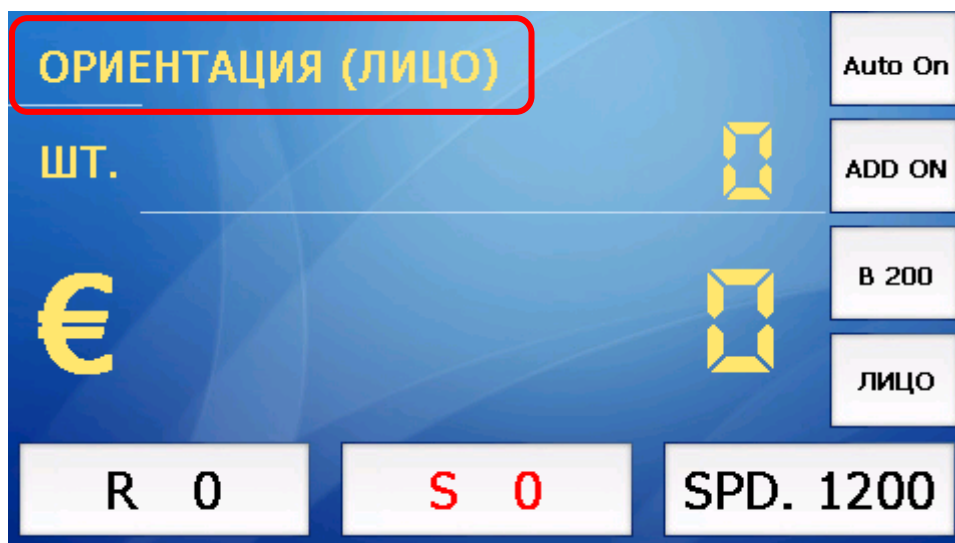 ОРИЕНТАЦИЯ (ЛИЦО)
Auto On
ШТ.
0
ADD ON
€
0
B 200
ЛИЦО
R 0
S 0
SPD. 1200